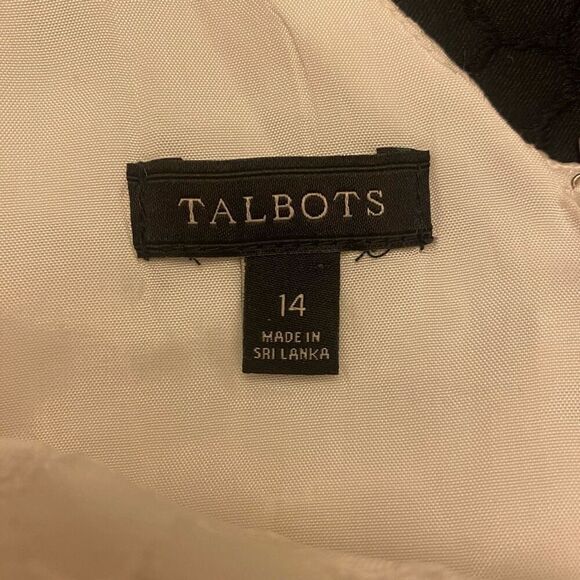 TALBOTS
14
MADE IN
SRI LANKA